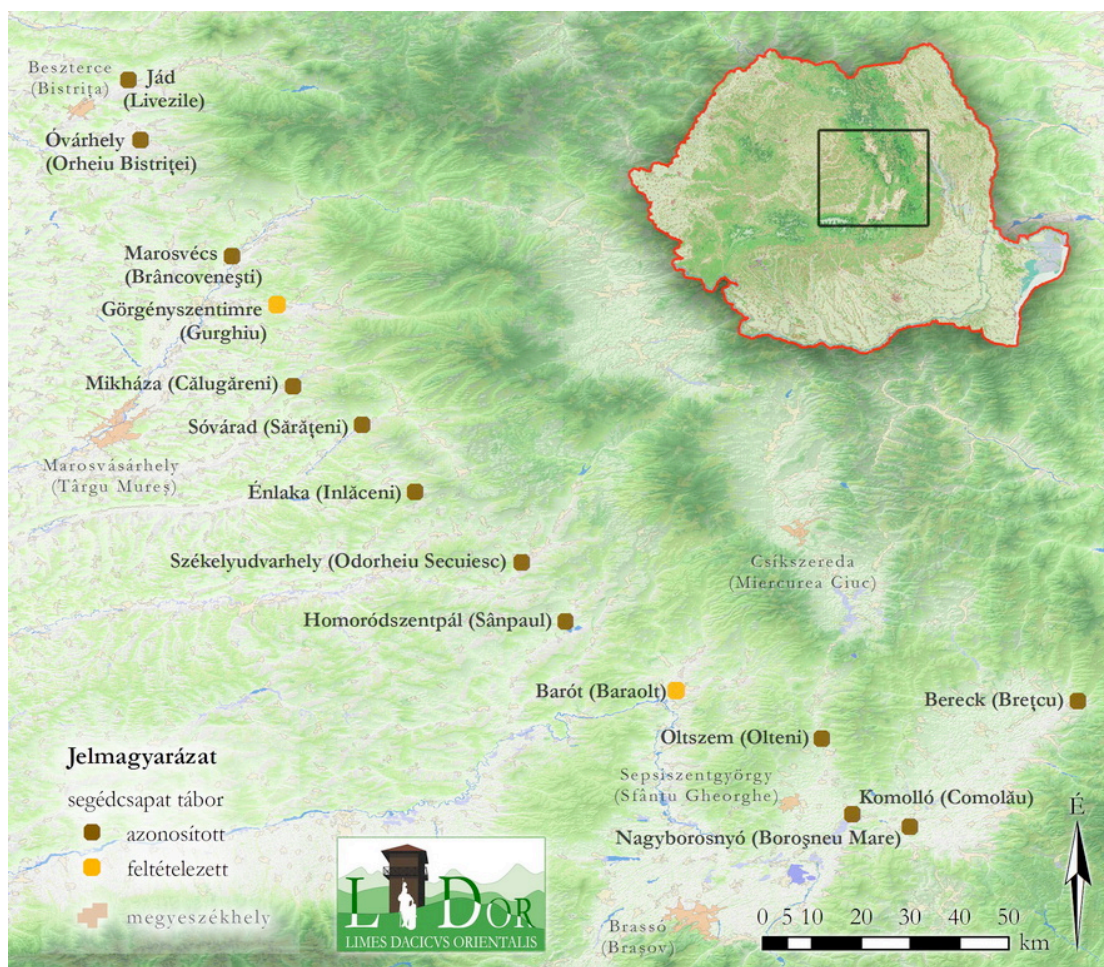 Beszterce
(Bistrița)
Jád
(Livezile)
Óvárhely
(Orheiu Bistriței)
Marosvécs
(Brâncovenești)
Görgényszentimre
(Gurghiu)
Mikháza (Călugăreni)
Sóvárad (Sărățeni)
Marosvásárhely
(Târgu Mureș)
Énlaka (Inlăceni)
Székelyudvarhely (Odorheiu Secuiesc)
Csíkszereda
(Miercurea Ciuc)
Homoródszentpál (Sânpaul)
Barót (Baraolt)
Bereck (Brețcu)
Oltszem (Olteni)
Sepsiszentgyörgy
(Sfântu Gheorghe)
Komolló (Comolău)
Nagyborosnyó (Boroșneu Mare)
Brassó
(Brașov)
Jelmagyarázat
segédcsapat tábor
azonosított
feltételezett
megyeszékhely
L DOR
LIMES DACICVS ORIENTALIS
É
0 5 10 20 30 40 50
km